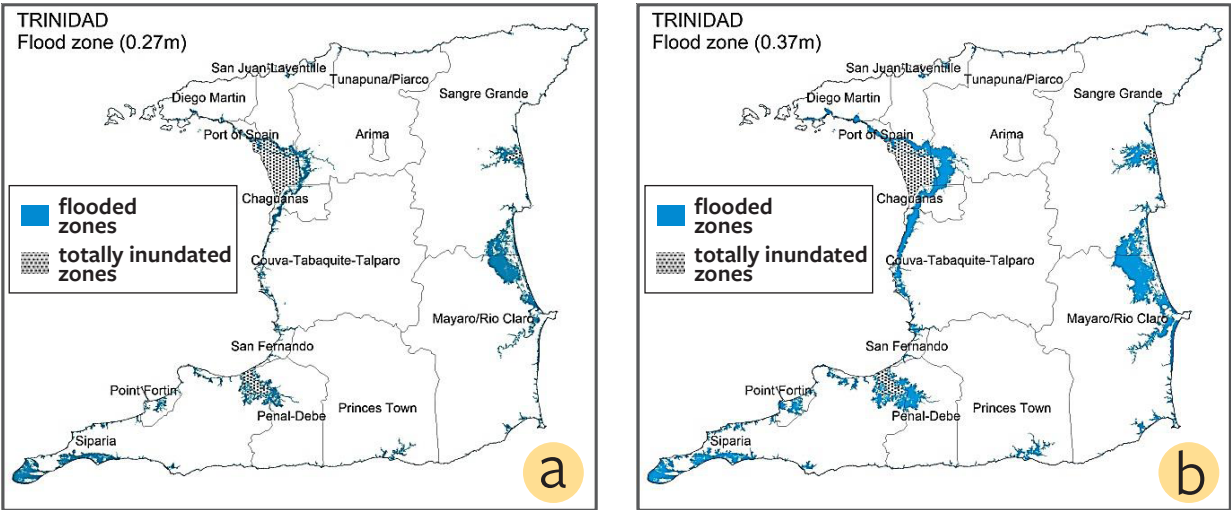 TRINIDAD
Flood zone (0.27m)
San Juan/Laventille
Tunapuna/Piarco
Diego Martin
Sangre Grande
Port of Spain
Arima
Chaguanas
flooded
zones
totally inundated
zones
Couva-Tabaquite-Talparo
Mayaro/Rio Claro
San Fernando
Point Fortin
Penal-Debe
Princes Town
Siparia
a
TRINIDAD
Flood zone (0.37m)
San Juan/Laventille
Tunapuna/Piarco
Diego Martin
Sangre Grande
Port of Spain
Arima
Chaguanas
flooded
zones
totally inundated
zones
Couva-Tabaquite-Talparo
Mayaro/Rio Claro
San Fernando
Point Fortin
Penal-Debe
Princes Town
Siparia
b